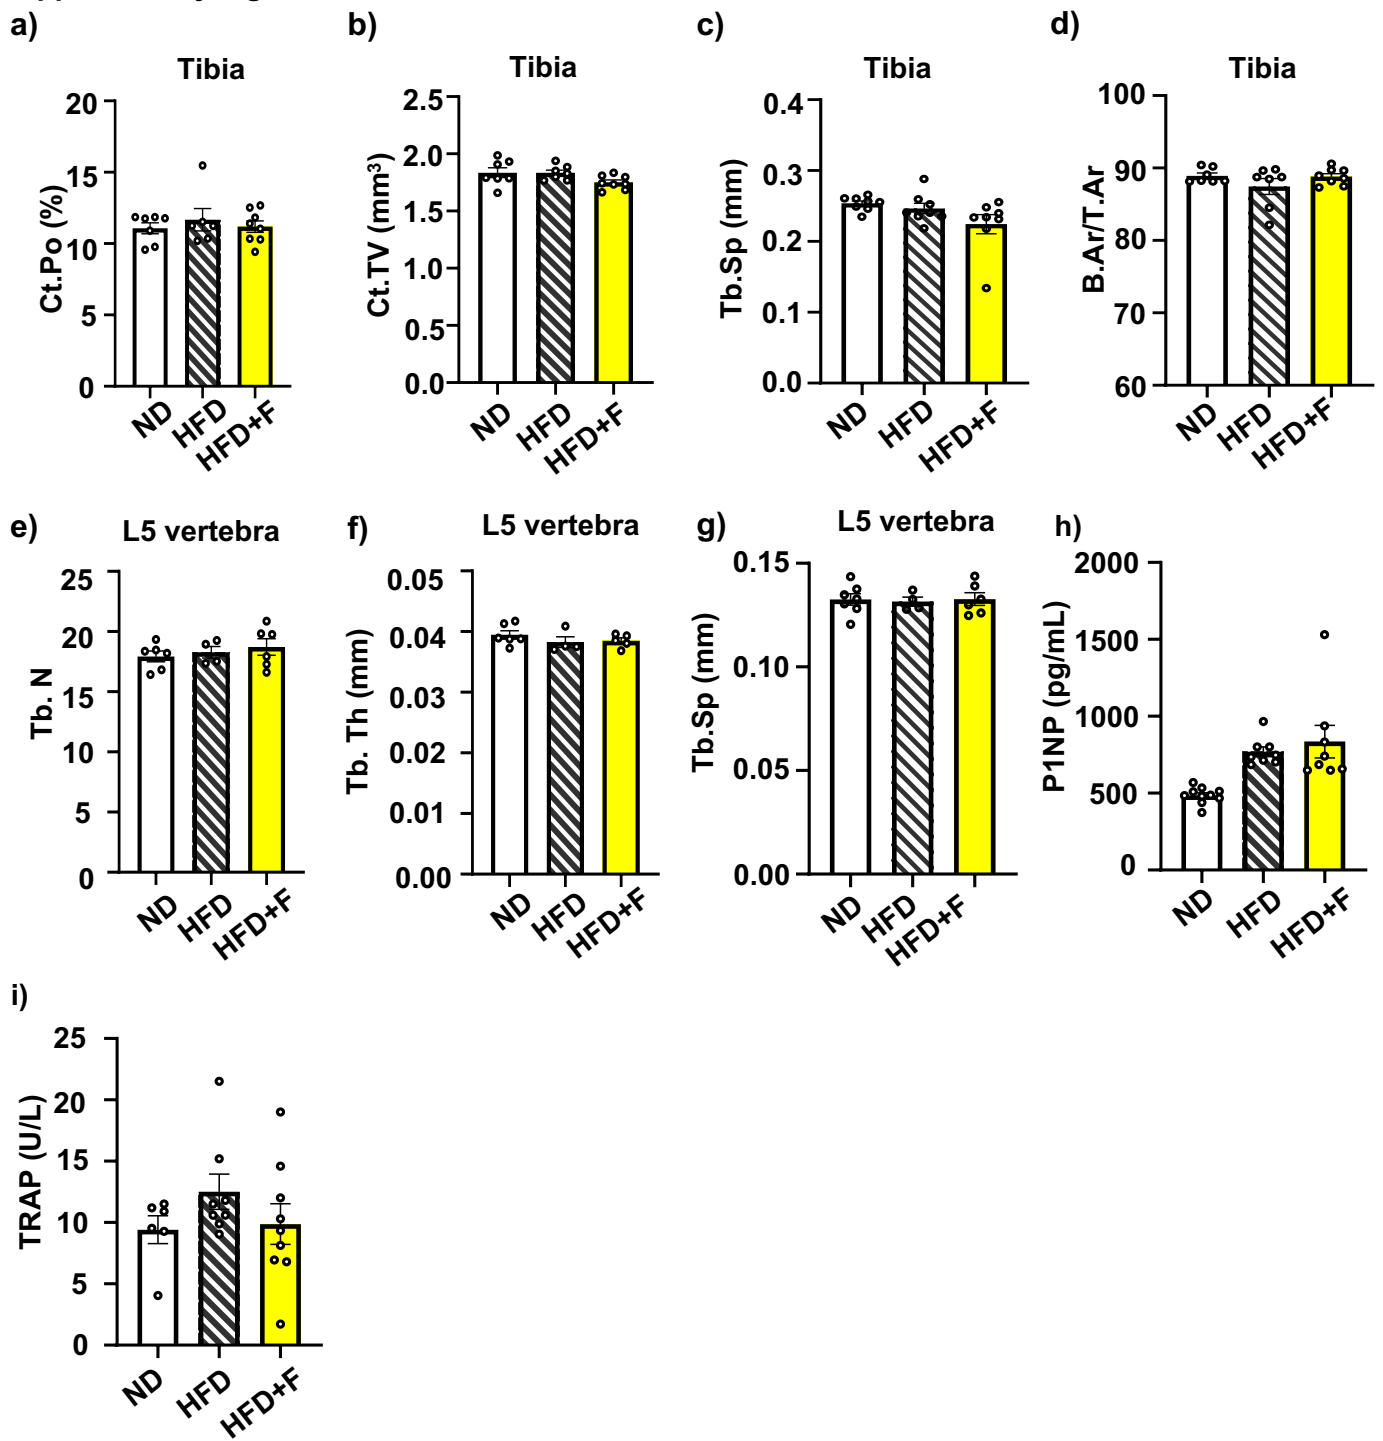 a)
Tibia
Ct.Po (%)
20
15
10
5
0
ND
HFD
HFD+F
b)
Tibia
Ct.TV (mm³)
2.5
2.0
1.5
1.0
0.5
0.0
ND
HFD
HFD+F
c)
Tibia
Tb.Sp (mm)
0.4
0.3
0.2
0.1
0.0
ND
HFD
HFD+F
d)
Tibia
B.Ar/T.Ar
100
90
80
70
60
ND
HFD
HFD+F
e)
L5 vertebra
Tb. N
25
20
15
10
5
0
ND
HFD
HFD+F
f)
L5 vertebra
Tb. Th (mm)
0.05
0.04
0.03
0.02
0.01
0.00
ND
HFD
HFD+F
g)
L5 vertebra
Tb.Sp (mm)
0.15
0.10
0.05
0.00
ND
HFD
HFD+F
h)
P1NP (pg/mL)
2000
1500
1000
500
0
ND
HFD
HFD+F
i)
TRAP (U/L)
25
20
15
10
5
0
ND
HFD
HFD+F